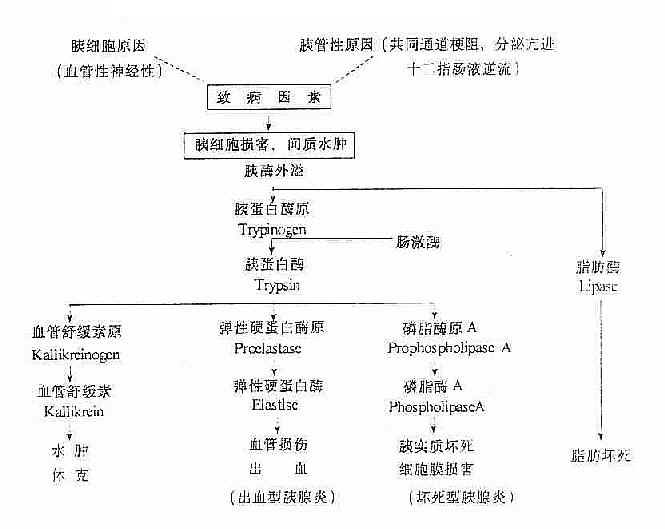 胰细胞原因
(血管性神经性)
胰管性原因(共同通道梗阻、分泌亢进
十二指肠液逆流)
致病因素
胰细胞损害、间质水肿
胰酶外溢
胰蛋白酶原
Trypinogen
肠激酶
胰蛋白酶
Trypsin
脂肪酶
Lipase
血管舒缓素原
Kallikreinogen
弹性硬蛋白酶原
Proelastase
磷脂酶原 A
Prophospholipase A
血管舒缓素
Kallikrein
弹性硬蛋白酶
Elastlse
磷脂酶 A
PhospholipaseA
水肿
休克
血管损伤
出血
(出血型胰腺炎)
胰实质坏死
细胞膜损害
(坏死型胰腺炎)
脂肪坏死